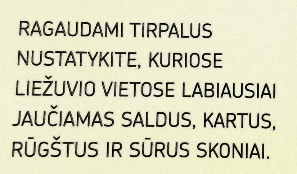 RAGAUDAMI TIRPALUS
NUSTATYKITE, KURIOSE
LIEŽUVIO VIETOSE LABIAUSIAI
JAUČIAMAS SALDUS, KARTUS,
RŪGŠTUS IR SŪRUS SKONIAI.